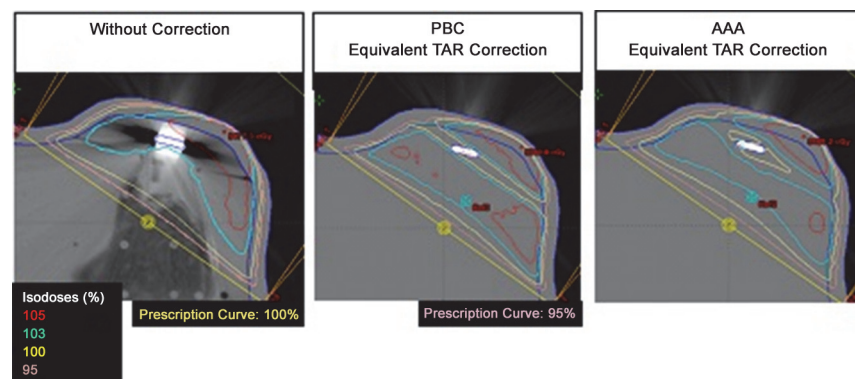 Without Correction
PBC
Equivalent TAR Correction
AAA
Equivalent TAR Correction
Isodoses (%)
105
103
100
95
Prescription Curve: 100%
Prescription Curve: 95%